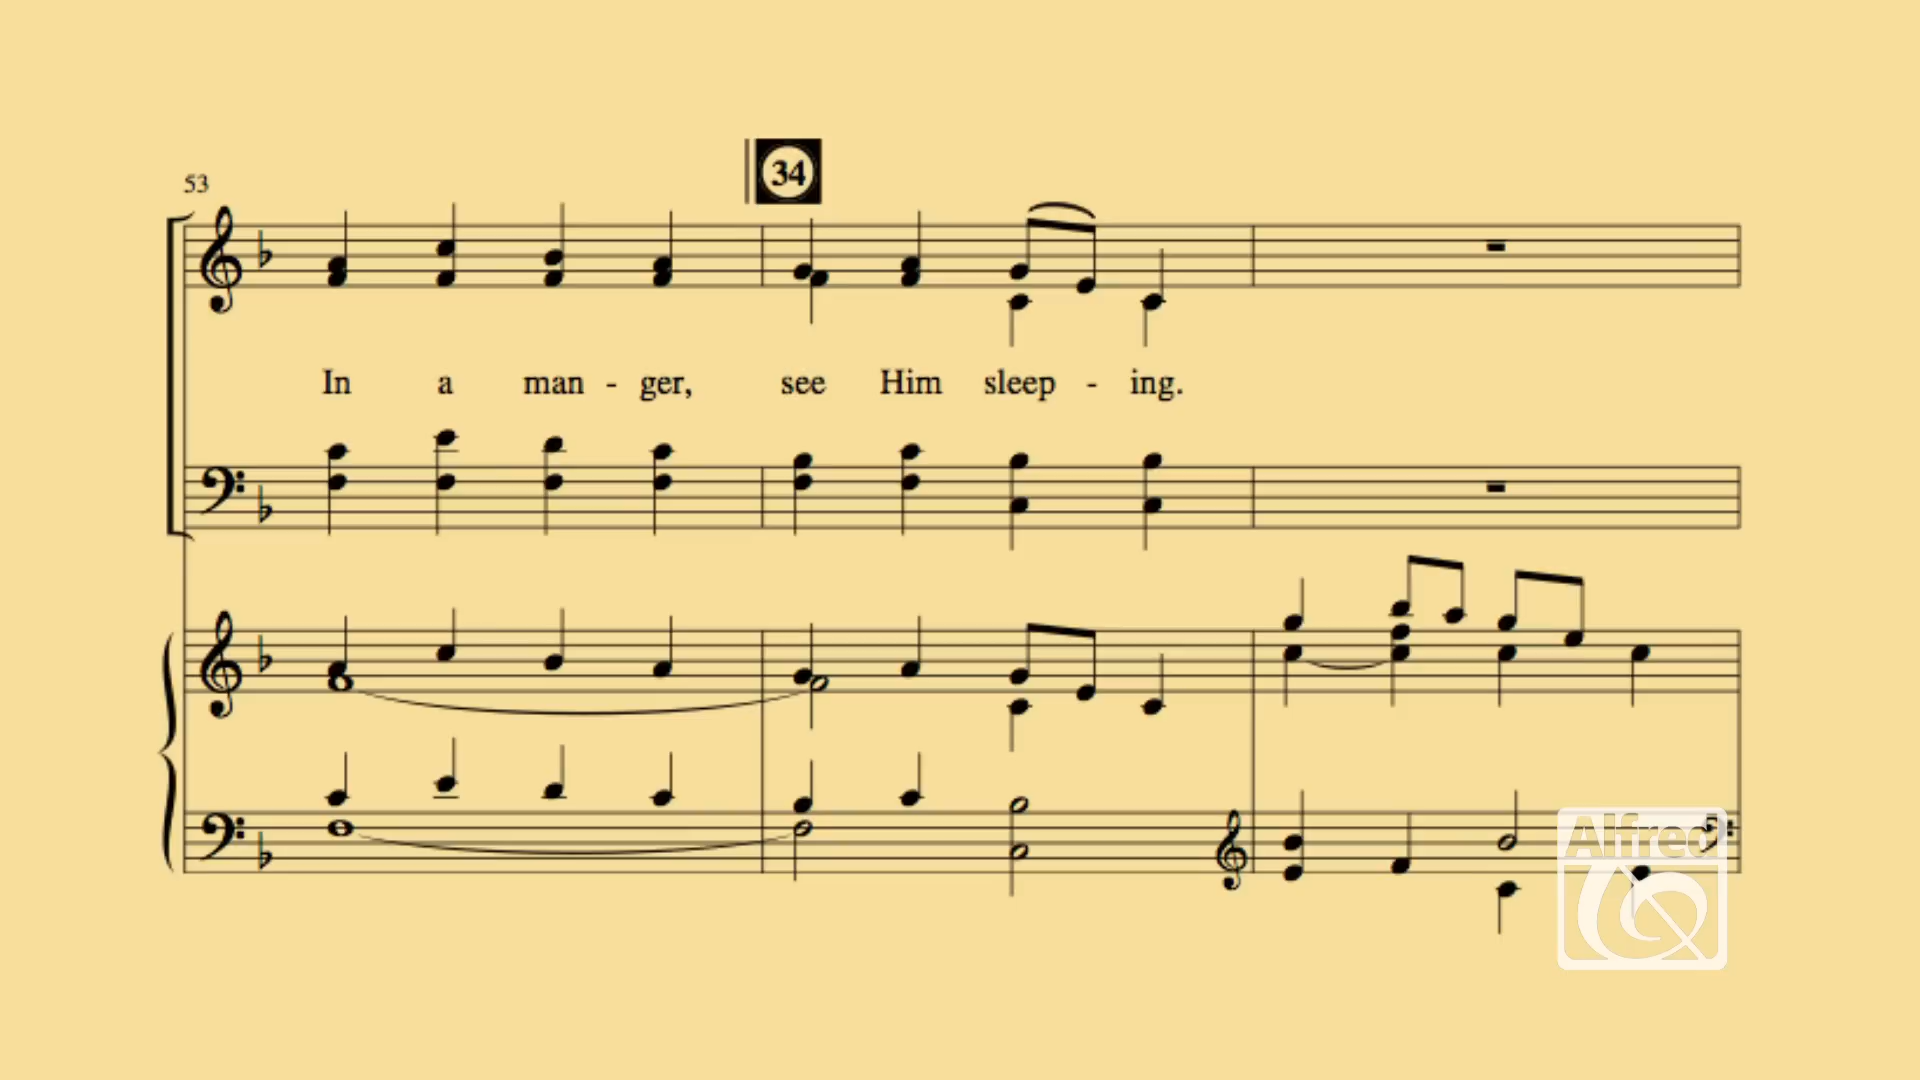 34
53
In a man - ger, see Him sleep - ing.
Alfred